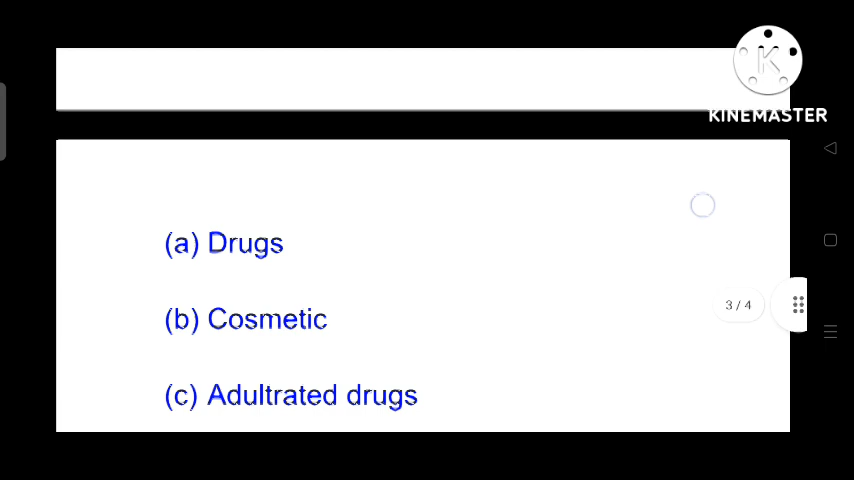 KINEMASTER
(a) Drugs
3 / 4
(b) Cosmetic
(c) Adultrated drugs